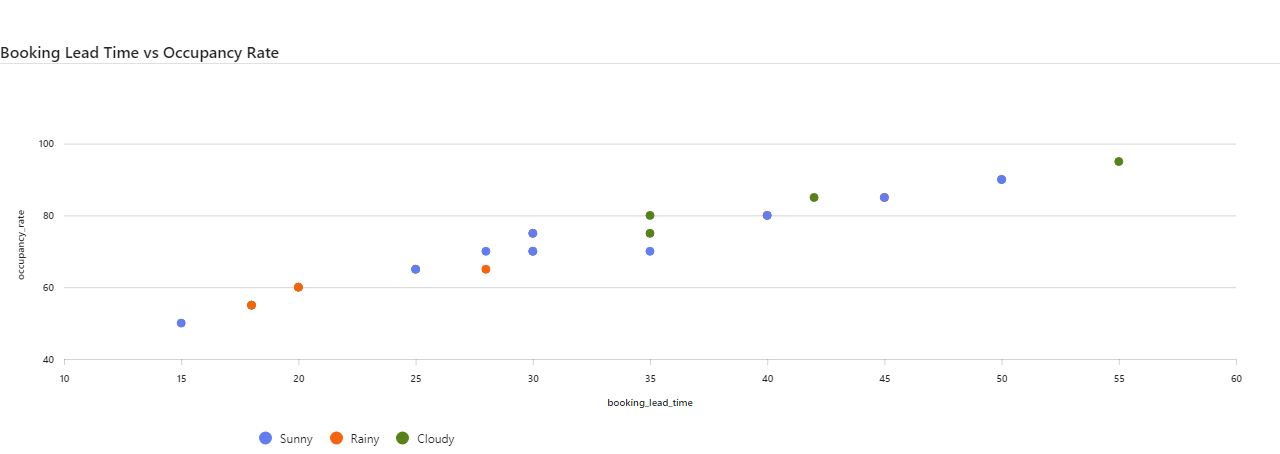 Booking Lead Time vs Occupancy Rate
100
80
60
40
occupancy_rate
10 15 20 25 30 35 40 45 50 55 60
booking_lead_time
Sunny Rainy Cloudy